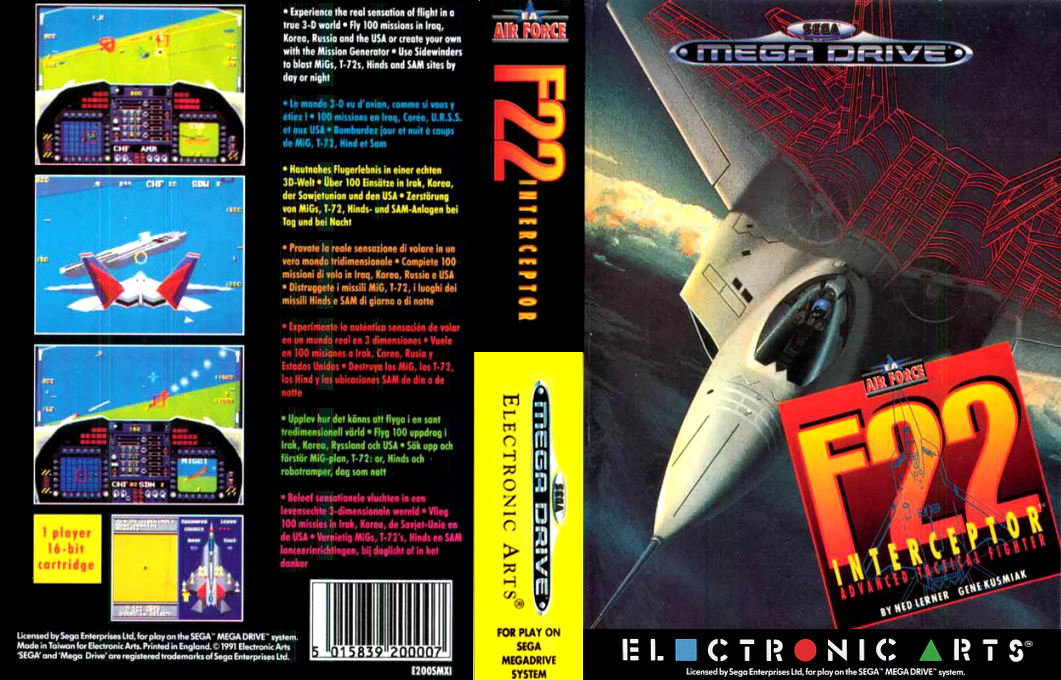 • Experience the real sensation of flight in a
true 3-D world • Fly 100 missions in Iraq,
Korea, Russia and the USA or create your own
with the Mission Generator • Use Sidewinders
to blast MiGs, T-72s, Hinds and SAM sites by
day or night
• Le monde 3-D vu d'avion, comme si vous y
étiez ! • 100 missions en Iraq, Corée, U.R.S.S.
et aux USA • Bombardez jour et nuit à coups
de MiG, T-72, Hind et Sam
• Hautnahes Flugerlebnis in einer echten
3D-Welt • Über 100 Einsätze in Irak, Korea,
der Sowjetunion und den USA • Zerstörung
von MiGs, T-72, Hinds- und SAM-Anlagen bei
Tag und bei Nacht
• Provate la reale sensazione di volare in un
vero mondo tridimensionale • Compiete 100
missioni di volo in Iraq, Korea, Russia e USA
• Distruggete i missili MiG, T-72, i luoghi dei
missili Hinds e SAM di giorno o di notte
• Experimente la auténtica sensación de volar
en un mundo real en 3 dimensiones • Vuele
en 100 misiones a Irak, Corea, Rusia y
Estados Unidos • Destruya los MiG, los T-72,
los Hind y las ubicaciones SAM de día o de
notte
• Upplev hur det känns att flyga i en sant
tredimensionell värld • Flyg 100 uppdrag i
Irak, Korea, Ryssland och USA • Sök upp och
förstör MiG-plan, T-72: or, Hinds och
robotramper, dag som natt
• Beleef sensationele vluchten in een
levensechte 3-dimensionale wereld • Vlieg
100 missies in Irak, Korea, de Sovjet-Unie en
de USA • Vernietig MiGs, T-72's, Hinds en SAM
lanceerinrichtingen, bij daglicht of in het
donker
CHF AMR
CHF SDW
CHF SDW
MIG21
1 player
16-bit
cartridge
Licensed by Sega Enterprises Ltd, for play on the SEGA™ MEGA DRIVE™ system.
Made in Taiwan for Electronic Arts. Printed in England. © 1991 Electronic Arts
'SEGA' and 'Mega Drive' are registered trademarks of Sega Enterprises Ltd.
5 015839 200007
E200SMXI
EA
AIR FORCE
F22
INTERCEPTOR
SEGA
MEGA DRIVE
ELECTRONIC ARTS®
FOR PLAY ON
SEGA
MEGADRIVE
SYSTEM
SEGA
MEGA DRIVE
EA
AIR FORCE
F22
INTERCEPTOR™
ADVANCED TACTICAL FIGHTER
BY NED LERNER GENE KUSMIAK
ELECTRONIC ARTS®
Licensed by Sega Enterprises Ltd, for play on the SEGA™ MEGA DRIVE™ system.